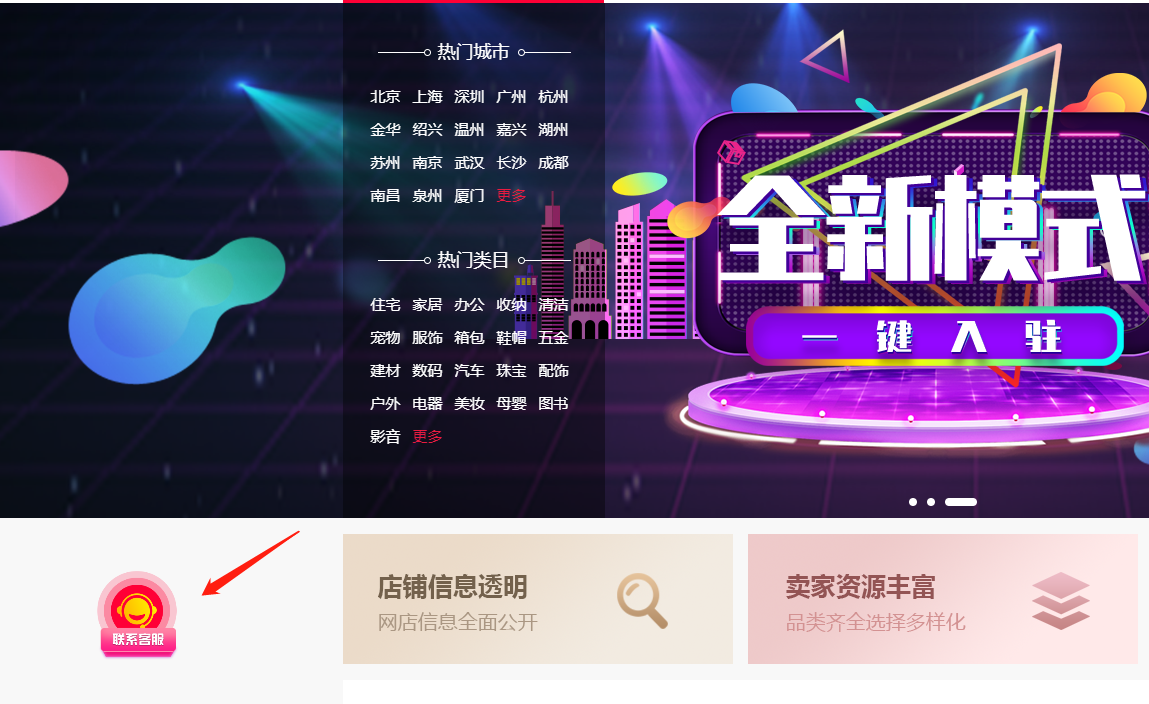 热门城市
北京 上海 深圳 广州 杭州
金华 绍兴 温州 嘉兴 湖州
苏州 南京 武汉 长沙 成都
南昌 泉州 厦门 更多
热门类目
住宅 家居 办公 收纳 清洁
宠物 服饰 箱包 鞋帽 五金
建材 数码 汽车 珠宝 配饰
户外 电器 美妆 母婴 图书
影音 更多
全新模式
一键入驻
联系客服
店铺信息透明
网店信息全面公开
卖家资源丰富
品类齐全选择多样化